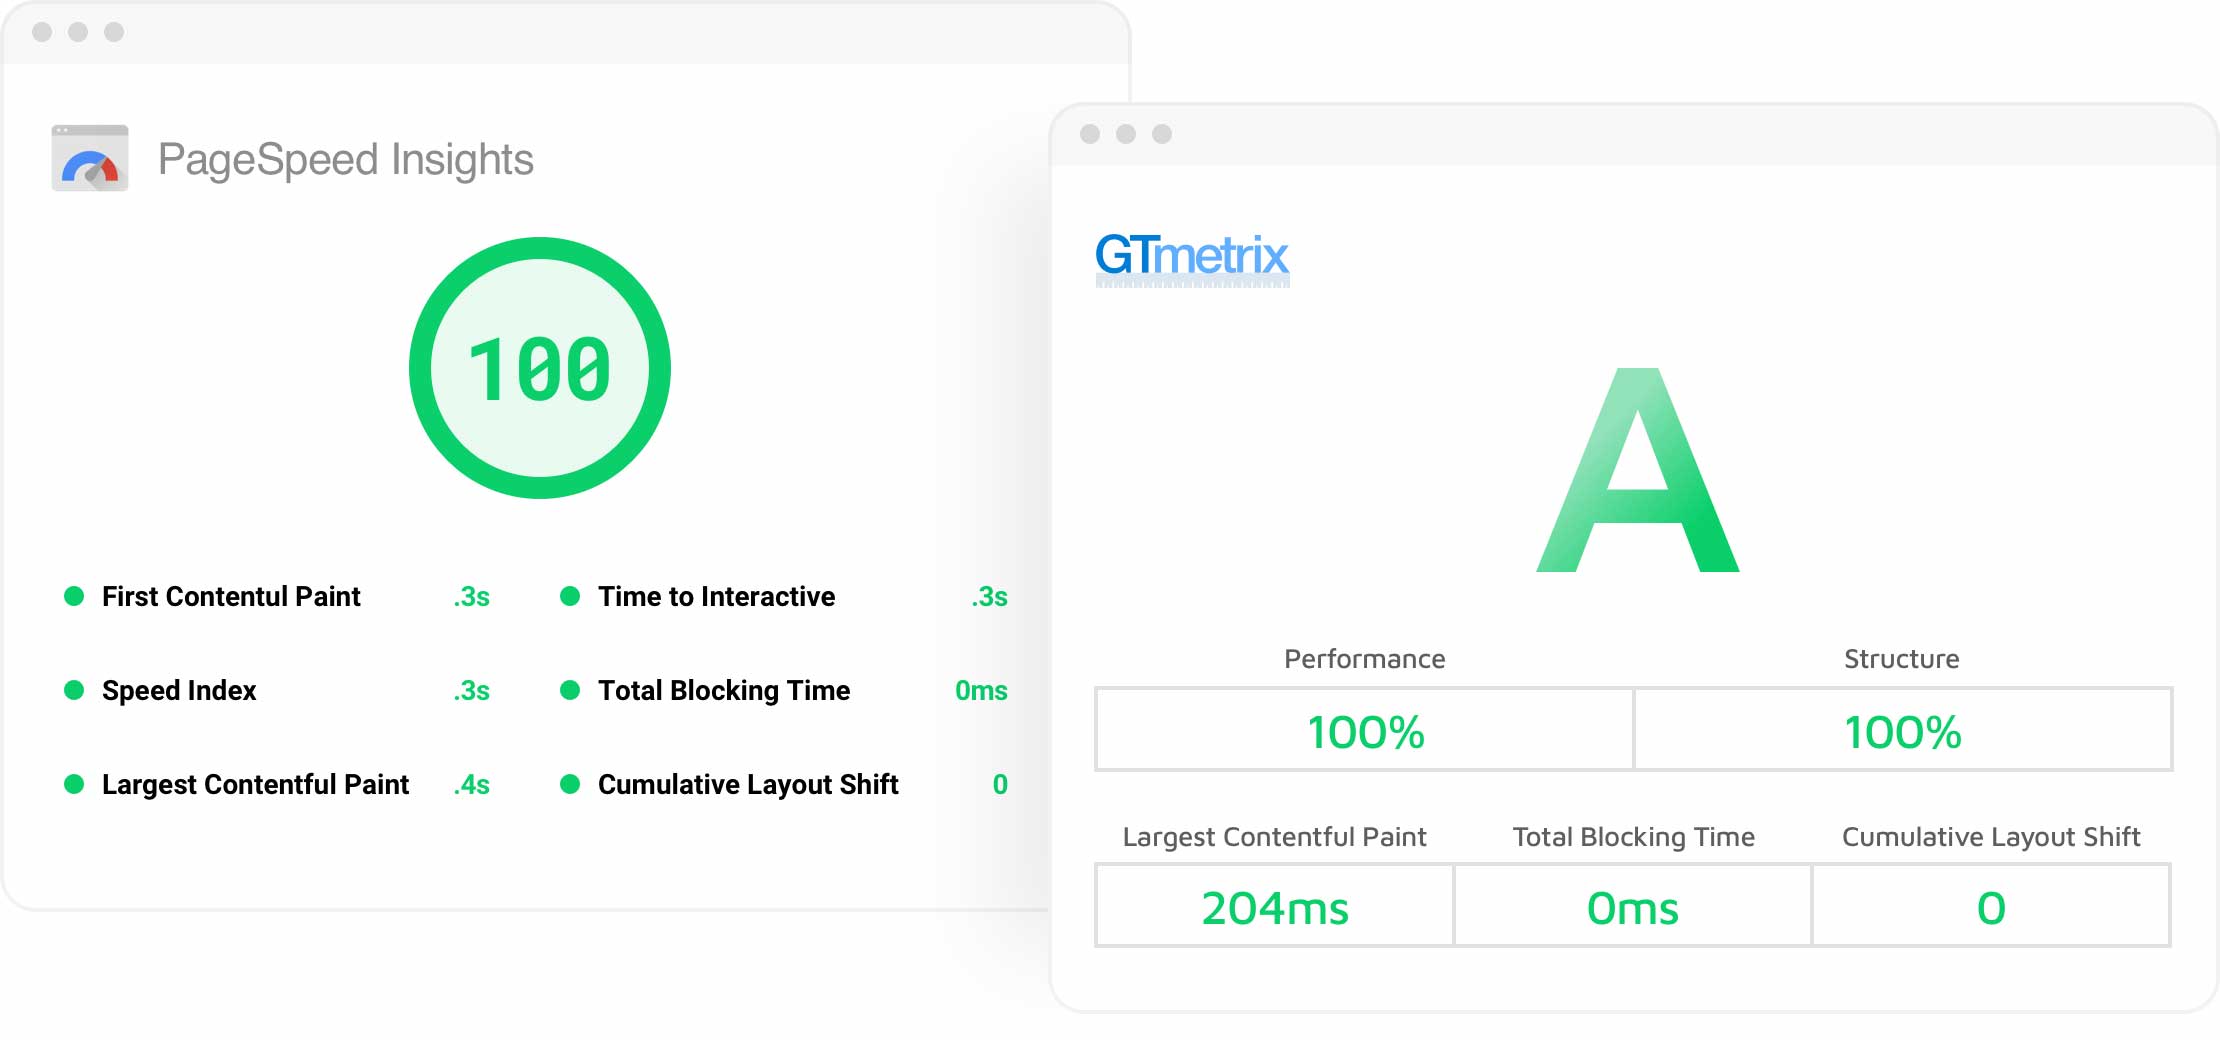 PageSpeed Insights
100
First Contentul Paint .3s
Time to Interactive .3s
Speed Index .3s
Total Blocking Time 0ms
Largest Contentful Paint .4s
Cumulative Layout Shift 0
GTmetrix
A
Performance Structure
100% 100%
Largest Contentful Paint Total Blocking Time Cumulative Layout Shift
204ms 0ms 0